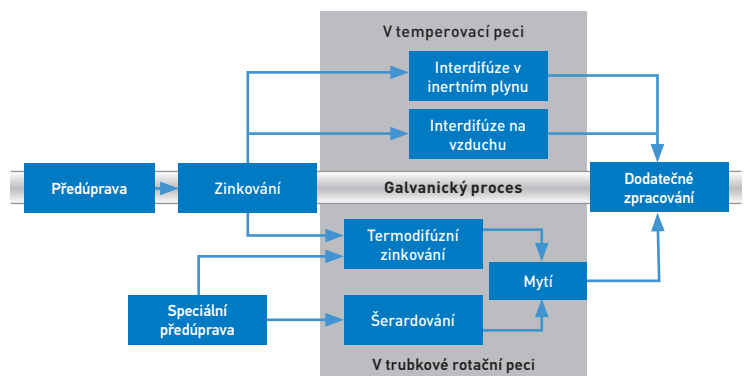 V temperovací peci
Interdifúze v
inertním plynu
Interdifúze na
vzduchu
Předúprava
Zinkování
Galvanický proces
Dodatečné
zpracování
Termodifúzní
zinkování
Mytí
Speciální
předúprava
Šerardování
V trubkové rotační peci